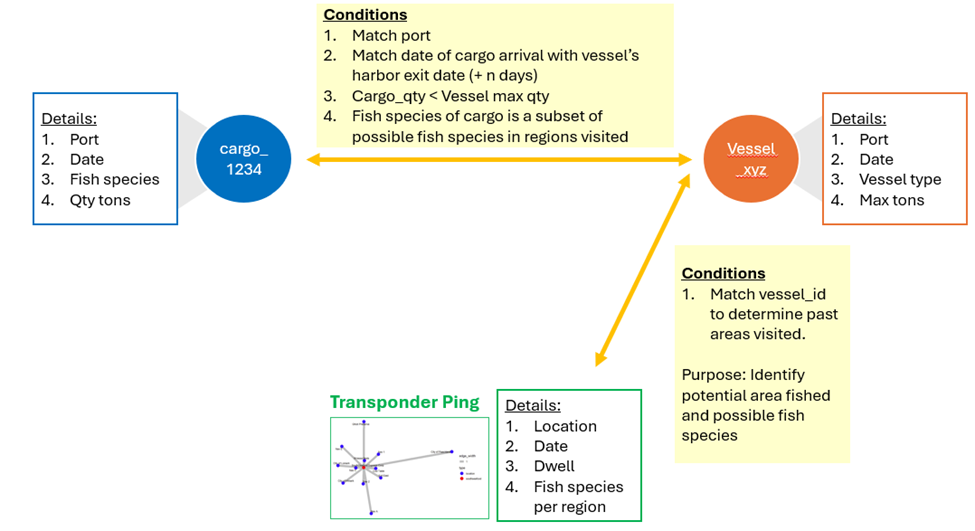 Conditions
1. Match port
2. Match date of cargo arrival with vessel's
harbor exit date (+ n days)
3. Cargo_qty < Vessel max qty
4. Fish species of cargo is a subset of
possible fish species in regions visited
Details:
1. Port
2. Date
3. Fish species
4. Qty tons
cargo_
1234
Vessel
_xyz
Details:
1. Port
2. Date
3. Vessel type
4. Max tons
Conditions
1. Match vessel_id
to determine past
areas visited.
Purpose: Identify
potential area fished
and possible fish
species
Transponder Ping
Details:
1. Location
2. Date
3. Dwell
4. Fish species
per region